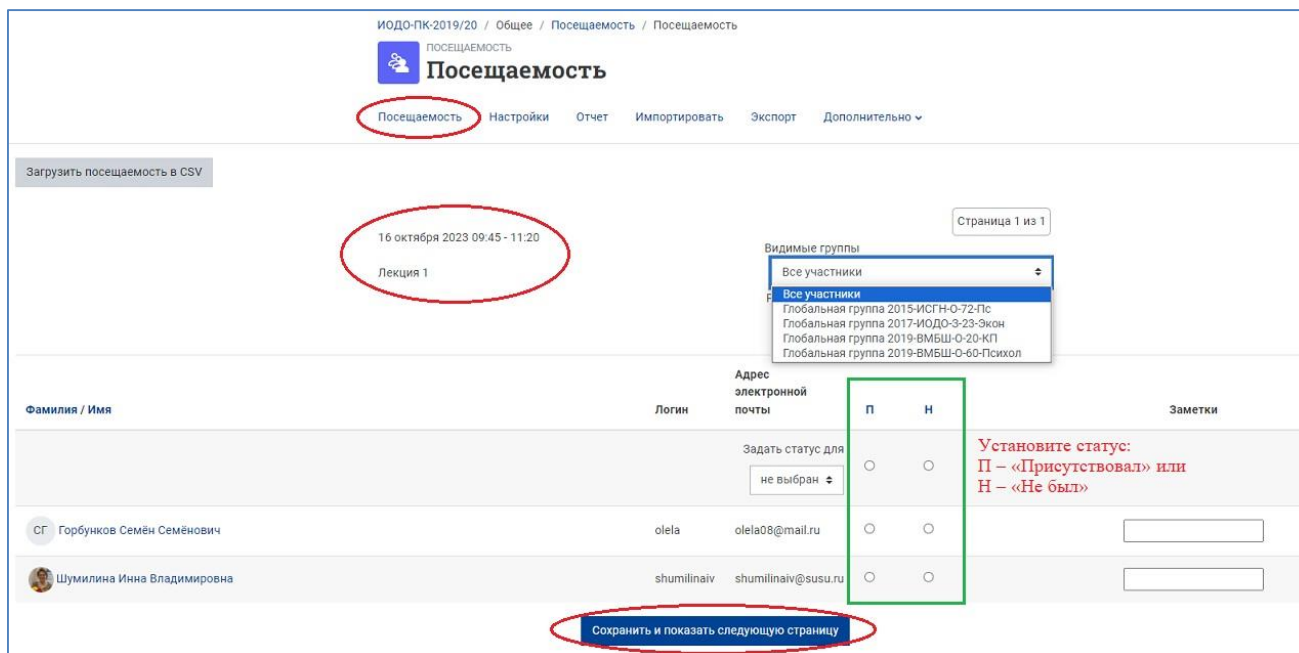 ИОДО-ПК-2019/20 / Общее / Посещаемость / Посещаемость
ПОСЕЩАЕМОСТЬ
Посещаемость
Посещаемость Настройки Отчет Импортировать Экспорт Дополнительно
Загрузить посещаемость в CSV
Страница 1 из 1
16 октября 2023 09:45 - 11:20
Видимые группы
Лекция 1
Все участники
Все участники
Глобальная группа 2015-ИСГН-О-72-Пс
Глобальная группа 2017-ИОДО-З-23-Экон
Глобальная группа 2019-ВМБШ-О-20-КП
Глобальная группа 2019-ВМБШ-О-60-Психол
Фамилия / Имя Логин Адрес электронной почты П Н Заметки
Задать статус для
не выбран
Установите статус:
П – «Присутствовал» или
Н – «Не был»
СГ Горбунков Семён Семёнович olela olela08@mail.ru
Шумилина Инна Владимировна shumilinaiv shumilinaiv@susu.ru
Сохранить и показать следующую страницу